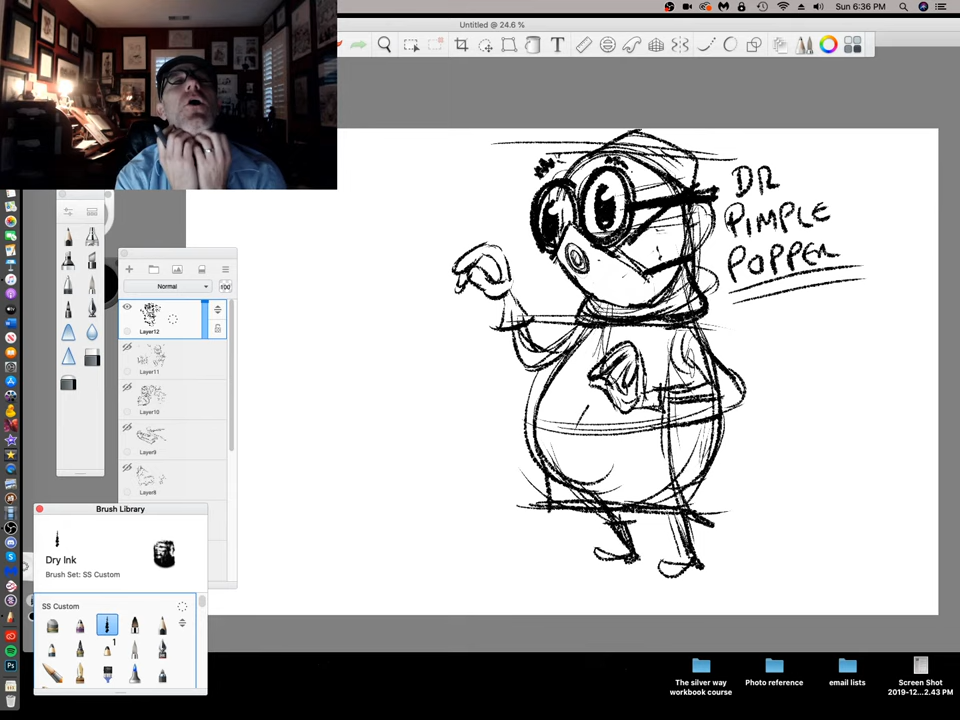 Sun 6:36 PM
Untitled @ 24.6 %
DR
PIMPLE
POPPER
Normal
100
Layer12
Layer11
Layer10
Layer9
Layer8
Brush Library
Dry Ink
Brush Set: SS Custom
SS Custom
1
The silver way
workbook course
Photo reference
email lists
Screen Shot
2019-12...2.43 PM